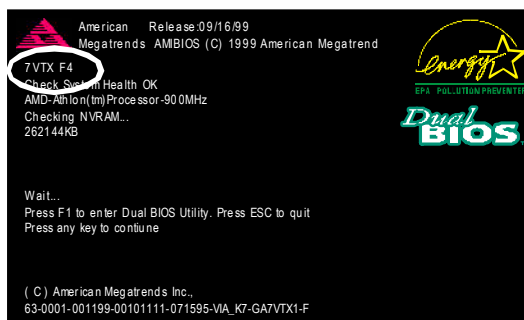 American Release:09/16/99
Megatrends AMIBIOS (C) 1999 American Megatrend
7VTX F4
Check System Health OK
AMD-Athlon(tm)Processor-900MHz
Checking NVRAM...
262144KB
energy
EPA POLLUTION PREVENTER
Dual
BIOS
Wait...
Press F1 to enter Dual BIOS Utility. Press ESC to quit
Press any key to contiune
( C ) American Megatrends Inc.,
63-0001-001199-00101111-071595-VIA_K7-GA7VTX1-F